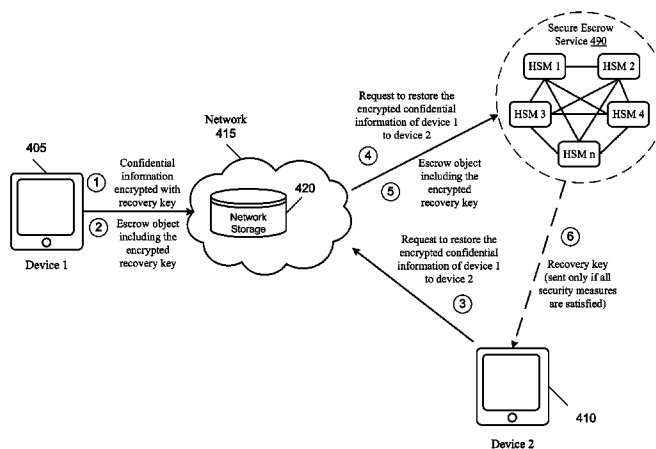 Secure Escrow
Service 490
HSM 1
HSM 2
HSM 3
HSM 4
HSM n
Request to restore the
encrypted confidential
information of device 1
to device 2
4
5
Escrow object
including the
encrypted
recovery key
Network
415
405
1
Confidential
information
encrypted with
recovery key
2
Escrow object
including the
encrypted
recovery key
Device 1
420
Network
Storage
Request to restore the
encrypted confidential
information of device 1
to device 2
3
6
Recovery key
(sent only if all
security measures
are satisfied)
410
Device 2